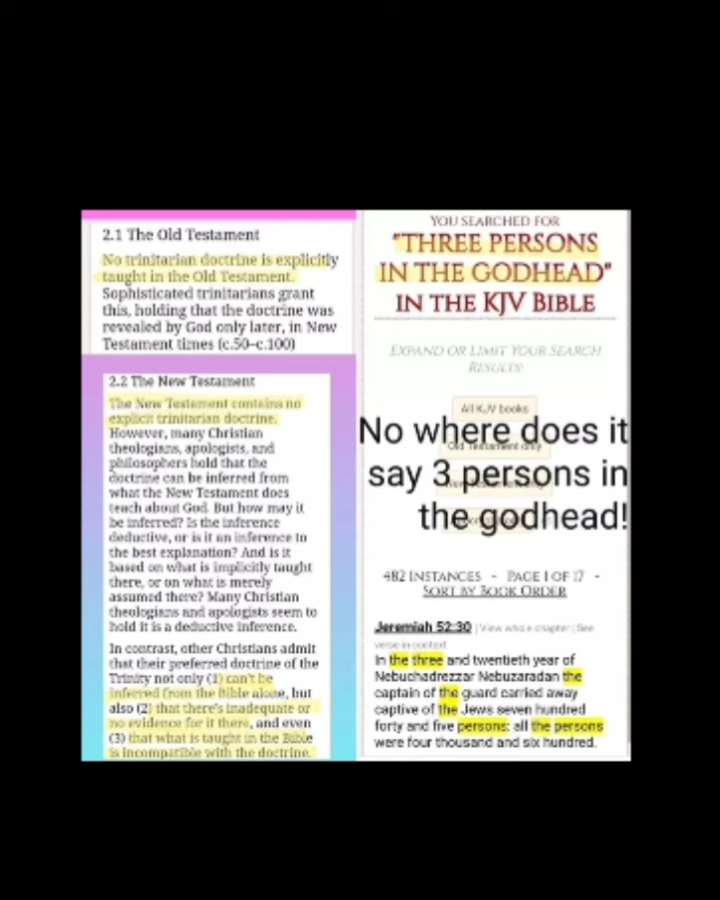 2.1 The Old Testament
No trinitarian doctrine is explicitly
taught in the Old Testament.
Sophisticated trinitarians grant
this, holding that the doctrine was
revealed by God only later, in New
Testament times (c.50–c.100)
2.2 The New Testament
The New Testament contains no
explicit trinitarian doctrine.
However, many Christian
theologians, apologists, and
philosophers hold that the
doctrine can be inferred from
what the New Testament does
teach about God. But how may it
be inferred? Is the inference
deductive, or is it an inference to
the best explanation? And is it
based on what is implicitly taught
there, or on what is merely
assumed there? Many Christian
theologians and apologists seem to
hold it is a deductive inference.
In contrast, other Christians admit
that their preferred doctrine of the
Trinity not only (1) can't be
inferred from the Bible alone, but
also (2) that there's inadequate or
no evidence for it there, and even
(3) that what is taught in the Bible
is incompatible with the doctrine.
YOU SEARCHED FOR
"THREE PERSONS
IN THE GODHEAD"
IN THE KJV BIBLE
EXPAND OR LIMIT YOUR SEARCH
RESULTS:
All KJV books
Old Testament only
No where does it
say 3 persons in
the godhead!
482 INSTANCES - PAGE 1 OF 17 -
SORT BY BOOK ORDER
Jeremiah 52:30 | View whole chapter | See
verse in context
In the three and twentieth year of
Nebuchadrezzar Nebuzaradan the
captain of the guard carried away
captive of the Jews seven hundred
forty and five persons: all the persons
were four thousand and six hundred.